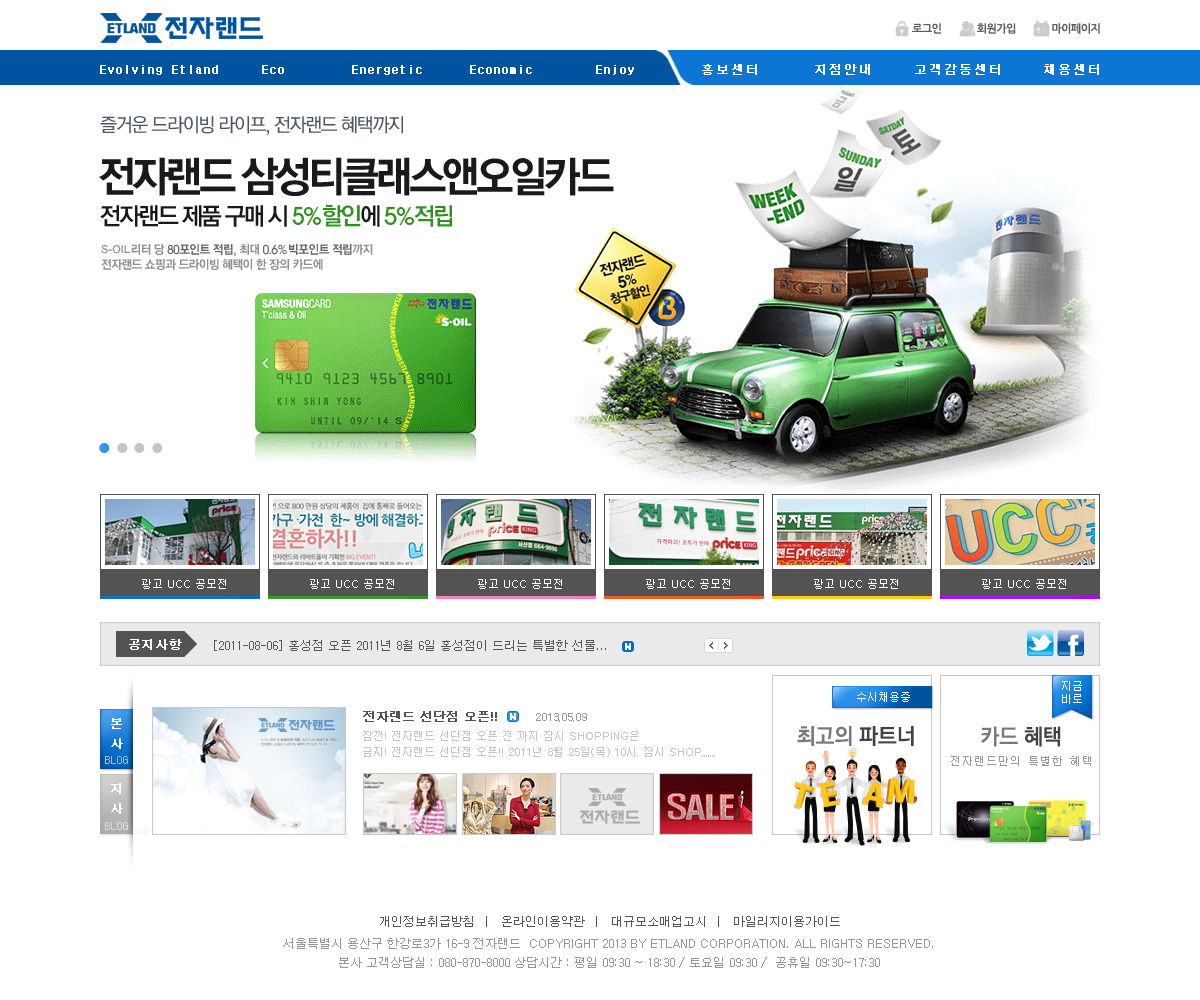 ETLAND 전자랜드
로그인 회원가입 마이페이지
Evolving Etland Eco Energetic Economic Enjoy 홍보센터 지점안내 고객감동센터 채용센터
즐거운 드라이빙 라이프, 전자랜드 혜택까지
전자랜드 삼성티클래스앤오일카드
전자랜드 제품 구매 시 5% 할인에 5% 적립
S-OIL리터 당 80포인트 적립, 최대 0.6% 빅포인트 적립까지
전자랜드 쇼핑과 드라이빙 혜택이 한 장의 카드에
SATDAY
토
SUNDAY
일
WEEK
-END
전자랜드
전자랜드
5%
청구할인
B
SAMSUNGCARD
T'class & Oil
전자랜드
S-OIL
9410 9123 4567 8901
KIM SHIN YONG
UNTIL 09/'14 S
price
전자랜드 price KING
전자랜드 price KING
UCC
광고 UCC 공모전 광고 UCC 공모전 광고 UCC 공모전 광고 UCC 공모전 광고 UCC 공모전 광고 UCC 공모전
공지사항 [2011-08-06] 홍성점 오픈 2011년 8월 6일 홍성점이 드리는 특별한 선물... N
본사 BLOG
지사 BLOG
ETLAND 전자랜드
전자랜드 선단점 오픈!! N 2013.05.09
잠깐! 전자랜드 선단점 오픈 전 까지 잠시 SHOPPING은
금지! 전자랜드 선단점 오픈!! 2011년 8월 25일(목) 10시. 잠시 SHOP......
ETLAND
전자랜드
SALE
수시채용중
최고의 파트너
TEAM
지금
바로
카드 혜택
전자랜드만의 특별한 혜택
개인정보취급방침 | 온라인이용약관 | 대규모소매업고시 | 마일리지이용가이드
서울특별시 용산구 한강로3가 16-9 전자랜드 COPYRIGHT 2013 BY ETLAND CORPORATION. ALL RIGHTS RESERVED.
본사 고객상담실 : 080-870-8000 상담시간 : 평일 09:30 ~ 18:30 / 토요일 09:30 / 공휴일 09:30~17:30